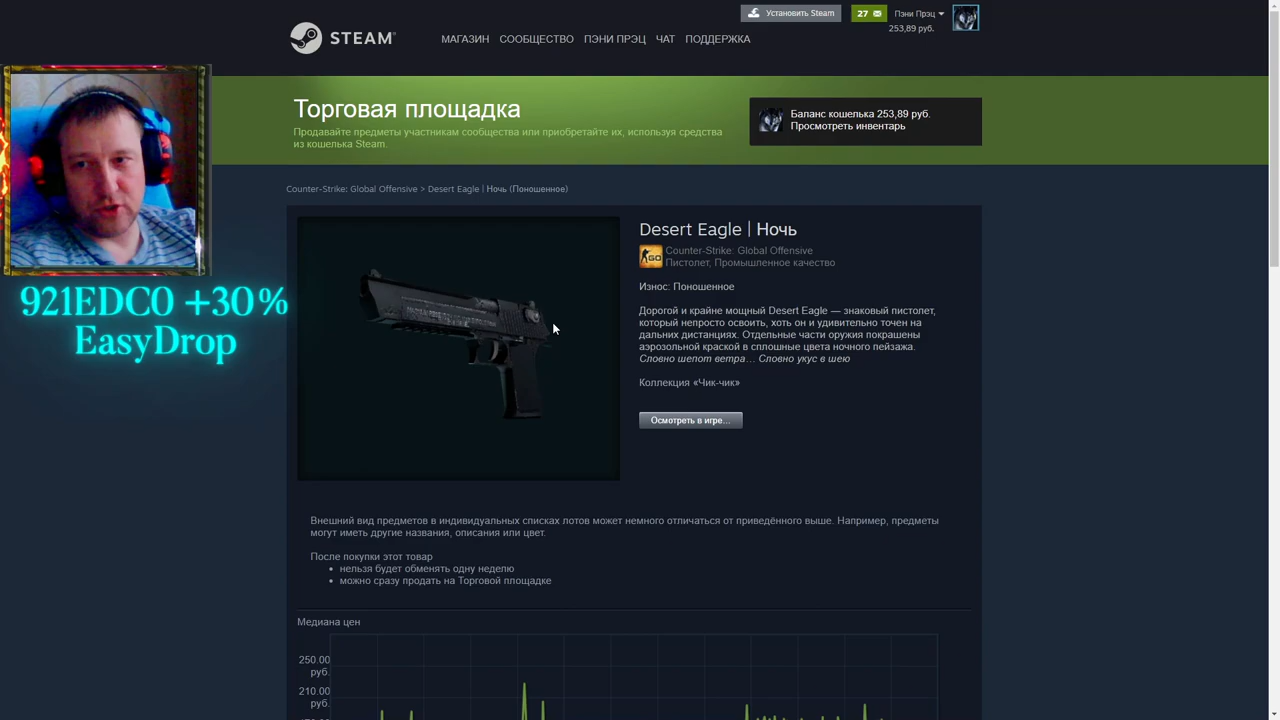 Установить Steam
27
Пэни Прэц
253,89 руб.
STEAM®
МАГАЗИН СООБЩЕСТВО ПЭНИ ПРЭЦ ЧАТ ПОДДЕРЖКА
Торговая площадка
Продавайте предметы участникам сообщества или приобретайте их, используя средства
из кошелька Steam.
Баланс кошелька 253,89 руб.
Просмотреть инвентарь
Counter-Strike: Global Offensive > Desert Eagle | Ночь (Поношенное)
921EDC0 +30%
EasyDrop
Desert Eagle | Ночь
GO
Counter-Strike: Global Offensive
Пистолет, Промышленное качество
Износ: Поношенное
Дорогой и крайне мощный Desert Eagle — знаковый пистолет,
который непросто освоить, хоть он и удивительно точен на
дальних дистанциях. Отдельные части оружия покрашены
аэрозольной краской в сплошные цвета ночного пейзажа.
Словно шепот ветра… Словно укус в шею
Коллекция «Чик-чик»
Осмотреть в игре…
Внешний вид предметов в индивидуальных списках лотов может немного отличаться от приведённого выше. Например, предметы
могут иметь другие названия, описания или цвет.
После покупки этот товар
нельзя будет обменять одну неделю
можно сразу продать на Торговой площадке
Медиана цен
250.00
руб.
210.00
руб.